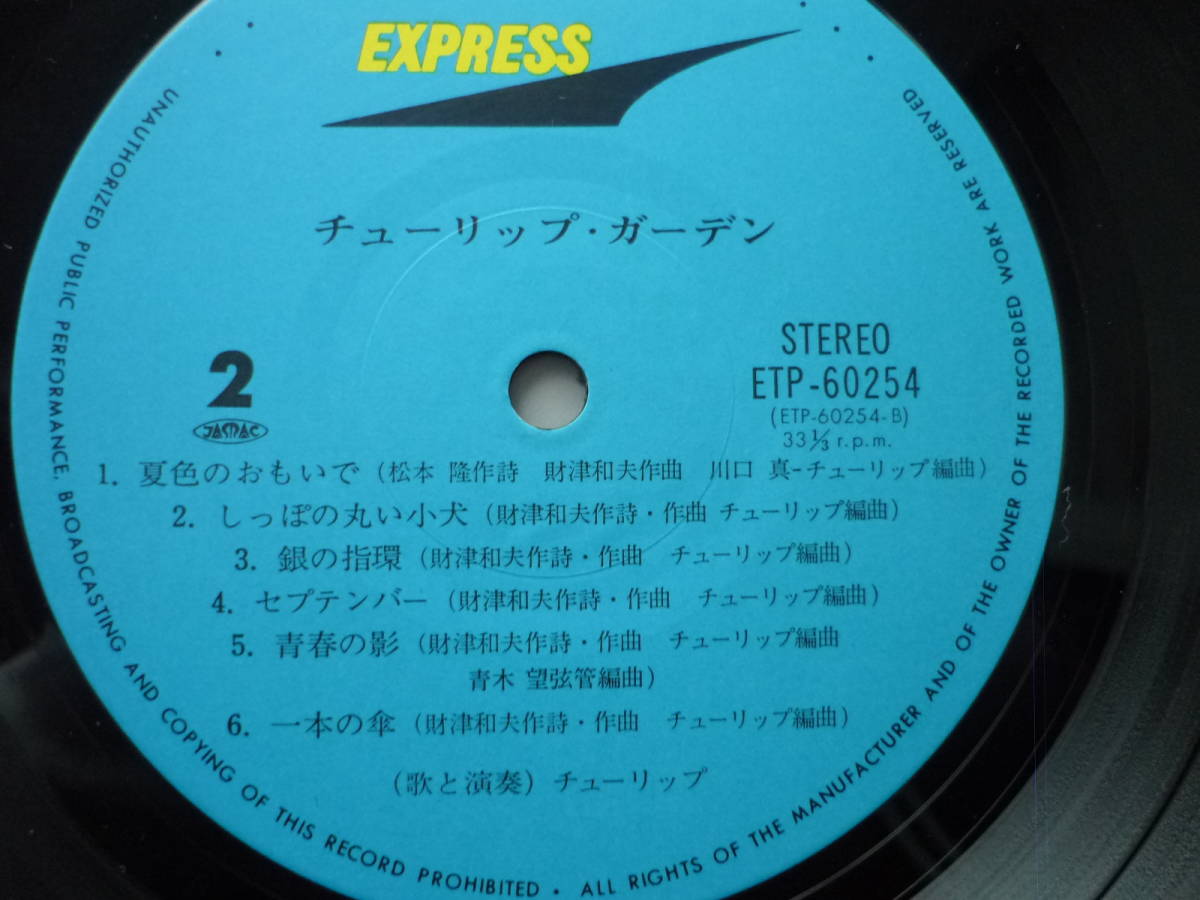 EXPRESS
チューリップ・ガーデン
2
JASRAC
STEREO
ETP-60254
(ETP-60254-B)
33⅓ r.p.m.
1. 夏色のおもいで (松本 隆作詩 財津和夫作曲 川口 真-チューリップ編曲)
2. しっぽの丸い小犬 (財津和夫作詩・作曲 チューリップ編曲)
3. 銀の指環 (財津和夫作詩・作曲 チューリップ編曲)
4. セプテンバー (財津和夫作詩・作曲 チューリップ編曲)
5. 青春の影 (財津和夫作詩・作曲 チューリップ編曲
青木 望弦管編曲)
6. 一本の傘 (財津和夫作詩・作曲 チューリップ編曲)
(歌と演奏) チューリップ
UNAUTHORIZED PUBLIC PERFORMANCE, BROADCASTING AND COPYING OF THIS RECORD PROHIBITED • ALL RIGHTS OF THE MANUFACTURER AND OF THE OWNER OF THE RECORDED WORK ARE RESERVED